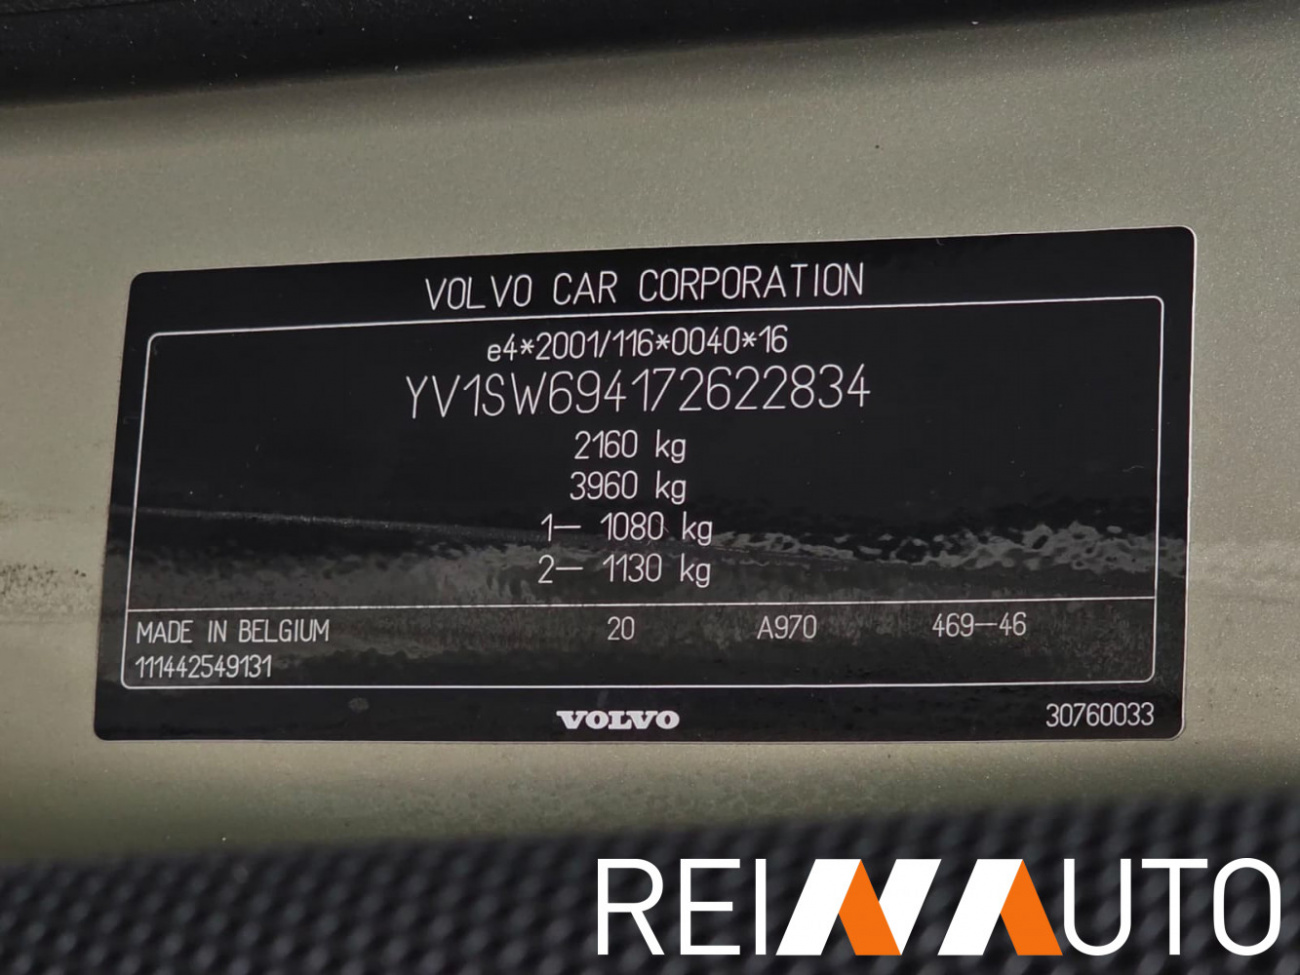 VOLVO CAR CORPORATION
e4*2001/116*0040*16
YV1SW694172622834
2160 kg
3960 kg
1— 1080 kg
2— 1130 kg
MADE IN BELGIUM 20 A970 469—46
111442549131
VOLVO 30760033
REINAUTO